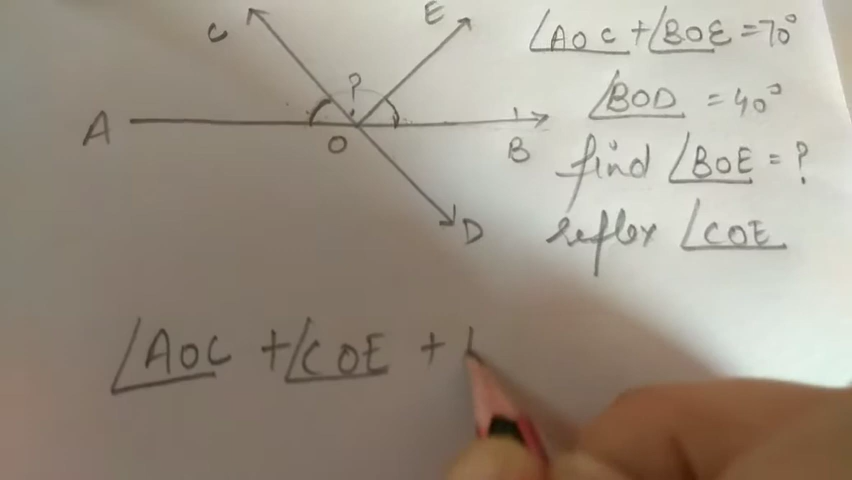 C
E
?
A
O
B
D
∠AOC + ∠BOE = 70°
∠BOD = 40°
find ∠BOE = ?
reflex ∠COE
∠AOC + ∠COE +